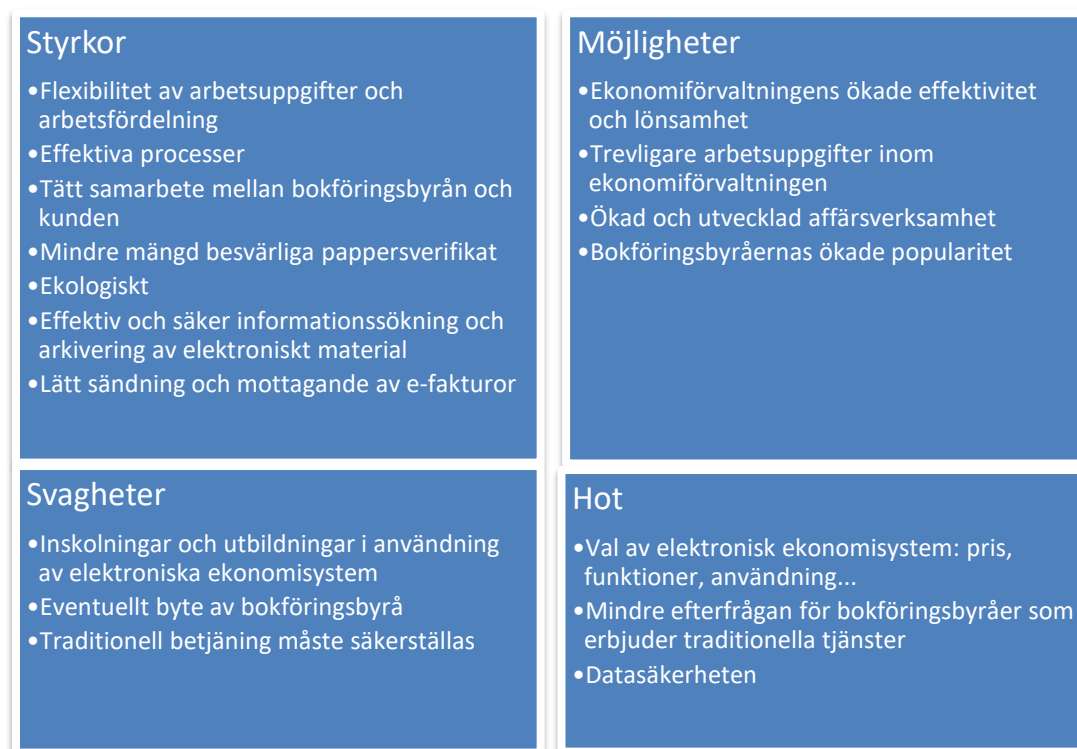 Styrkor
•Flexibilitet av arbetsuppgifter och
arbetsfördelning
•Effektiva processer
•Tätt samarbete mellan bokföringsbyrån och
kunden
•Mindre mängd besvärliga pappersverifikat
•Ekologiskt
•Effektiv och säker informationssökning och
arkivering av elektroniskt material
•Lätt sändning och mottagande av e-fakturor
Möjligheter
•Ekonomiförvaltningens ökade effektivitet
och lönsamhet
•Trevligare arbetsuppgifter inom
ekonomiförvaltningen
•Ökad och utvecklad affärsverksamhet
•Bokföringsbyråernas ökade popularitet
Svagheter
•Inskolningar och utbildningar i användning
av elektroniska ekonomisystem
•Eventuellt byte av bokföringsbyrå
•Traditionell betjäning måste säkerställas
Hot
•Val av elektronisk ekonomisystem: pris,
funktioner, användning...
•Mindre efterfrågan för bokföringsbyråer som
erbjuder traditionella tjänster
•Datasäkerheten